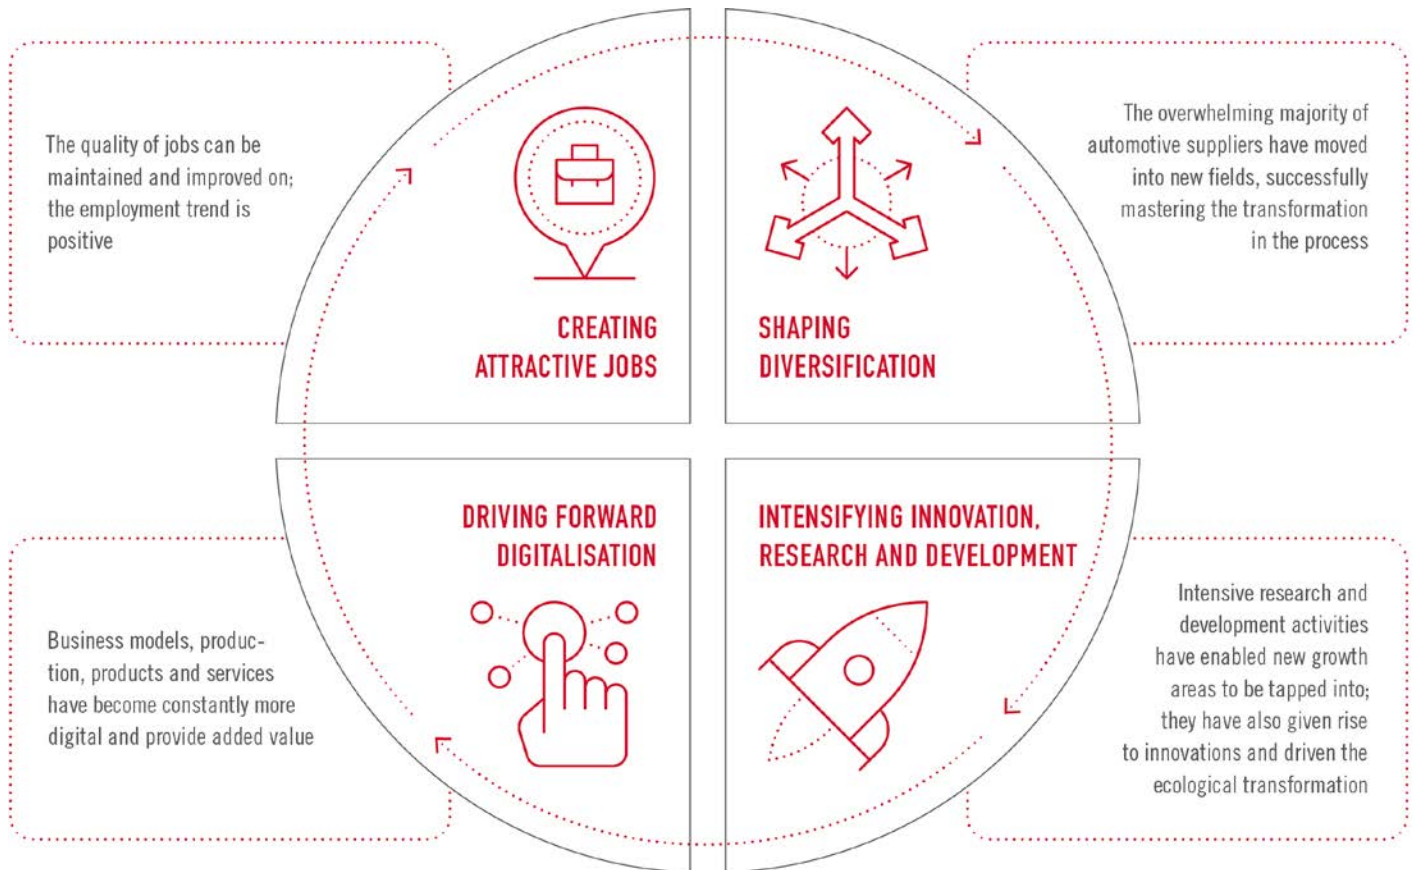 The quality of jobs can be
maintained and improved on;
the employment trend is
positive
CREATING
ATTRACTIVE JOBS
SHAPING
DIVERSIFICATION
The overwhelming majority of
automotive suppliers have moved
into new fields, successfully
mastering the transformation
in the process
Business models, produc-
tion, products and services
have become constantly more
digital and provide added value
DRIVING FORWARD
DIGITALISATION
INTENSIFYING INNOVATION,
RESEARCH AND DEVELOPMENT
Intensive research and
development activities
have enabled new growth
areas to be tapped into;
they have also given rise
to innovations and driven the
ecological transformation